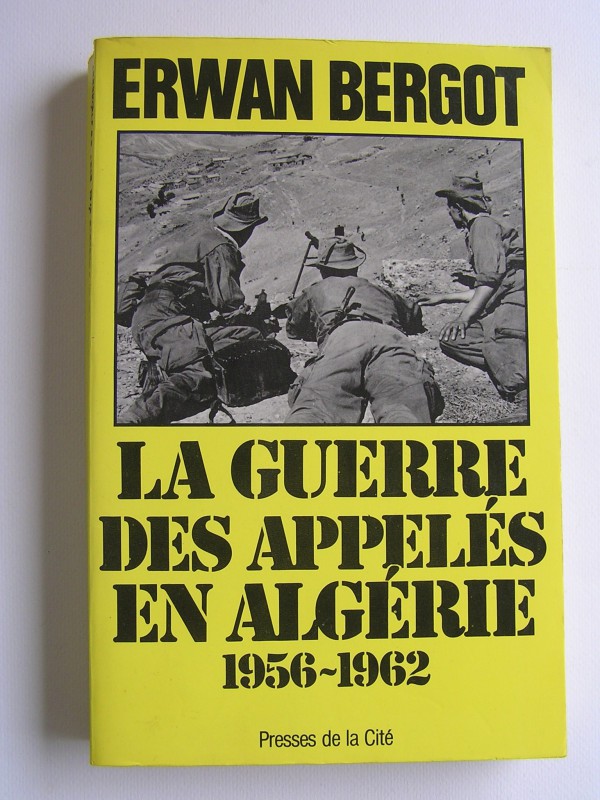 ERWAN BERGOT
LA GUERRE
DES APPELÉS
EN ALGÉRIE
1956~1962
Presses de la Cité